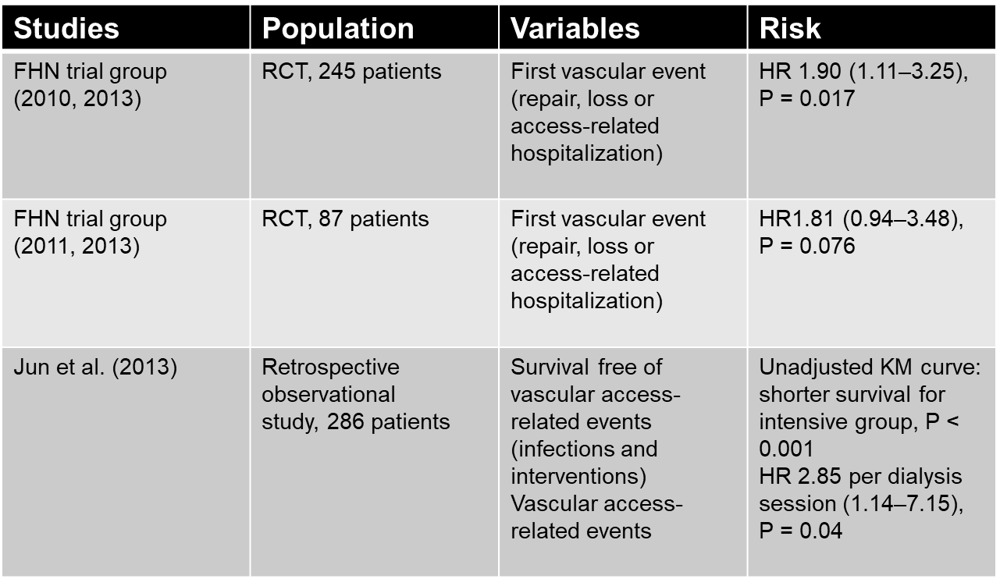 Studies
Population
Variables
Risk
FHN trial group
(2010, 2013)
RCT, 245 patients
First vascular event
(repair, loss or
access-related
hospitalization)
HR 1.90 (1.11–3.25),
P = 0.017
FHN trial group
(2011, 2013)
RCT, 87 patients
First vascular event
(repair, loss or
access-related
hospitalization)
HR1.81 (0.94–3.48),
P = 0.076
Jun et al. (2013)
Retrospective
observational
study, 286 patients
Survival free of
vascular access-
related events
(infections and
interventions)
Vascular access-
related events
Unadjusted KM curve:
shorter survival for
intensive group, P <
0.001
HR 2.85 per dialysis
session (1.14–7.15),
P = 0.04